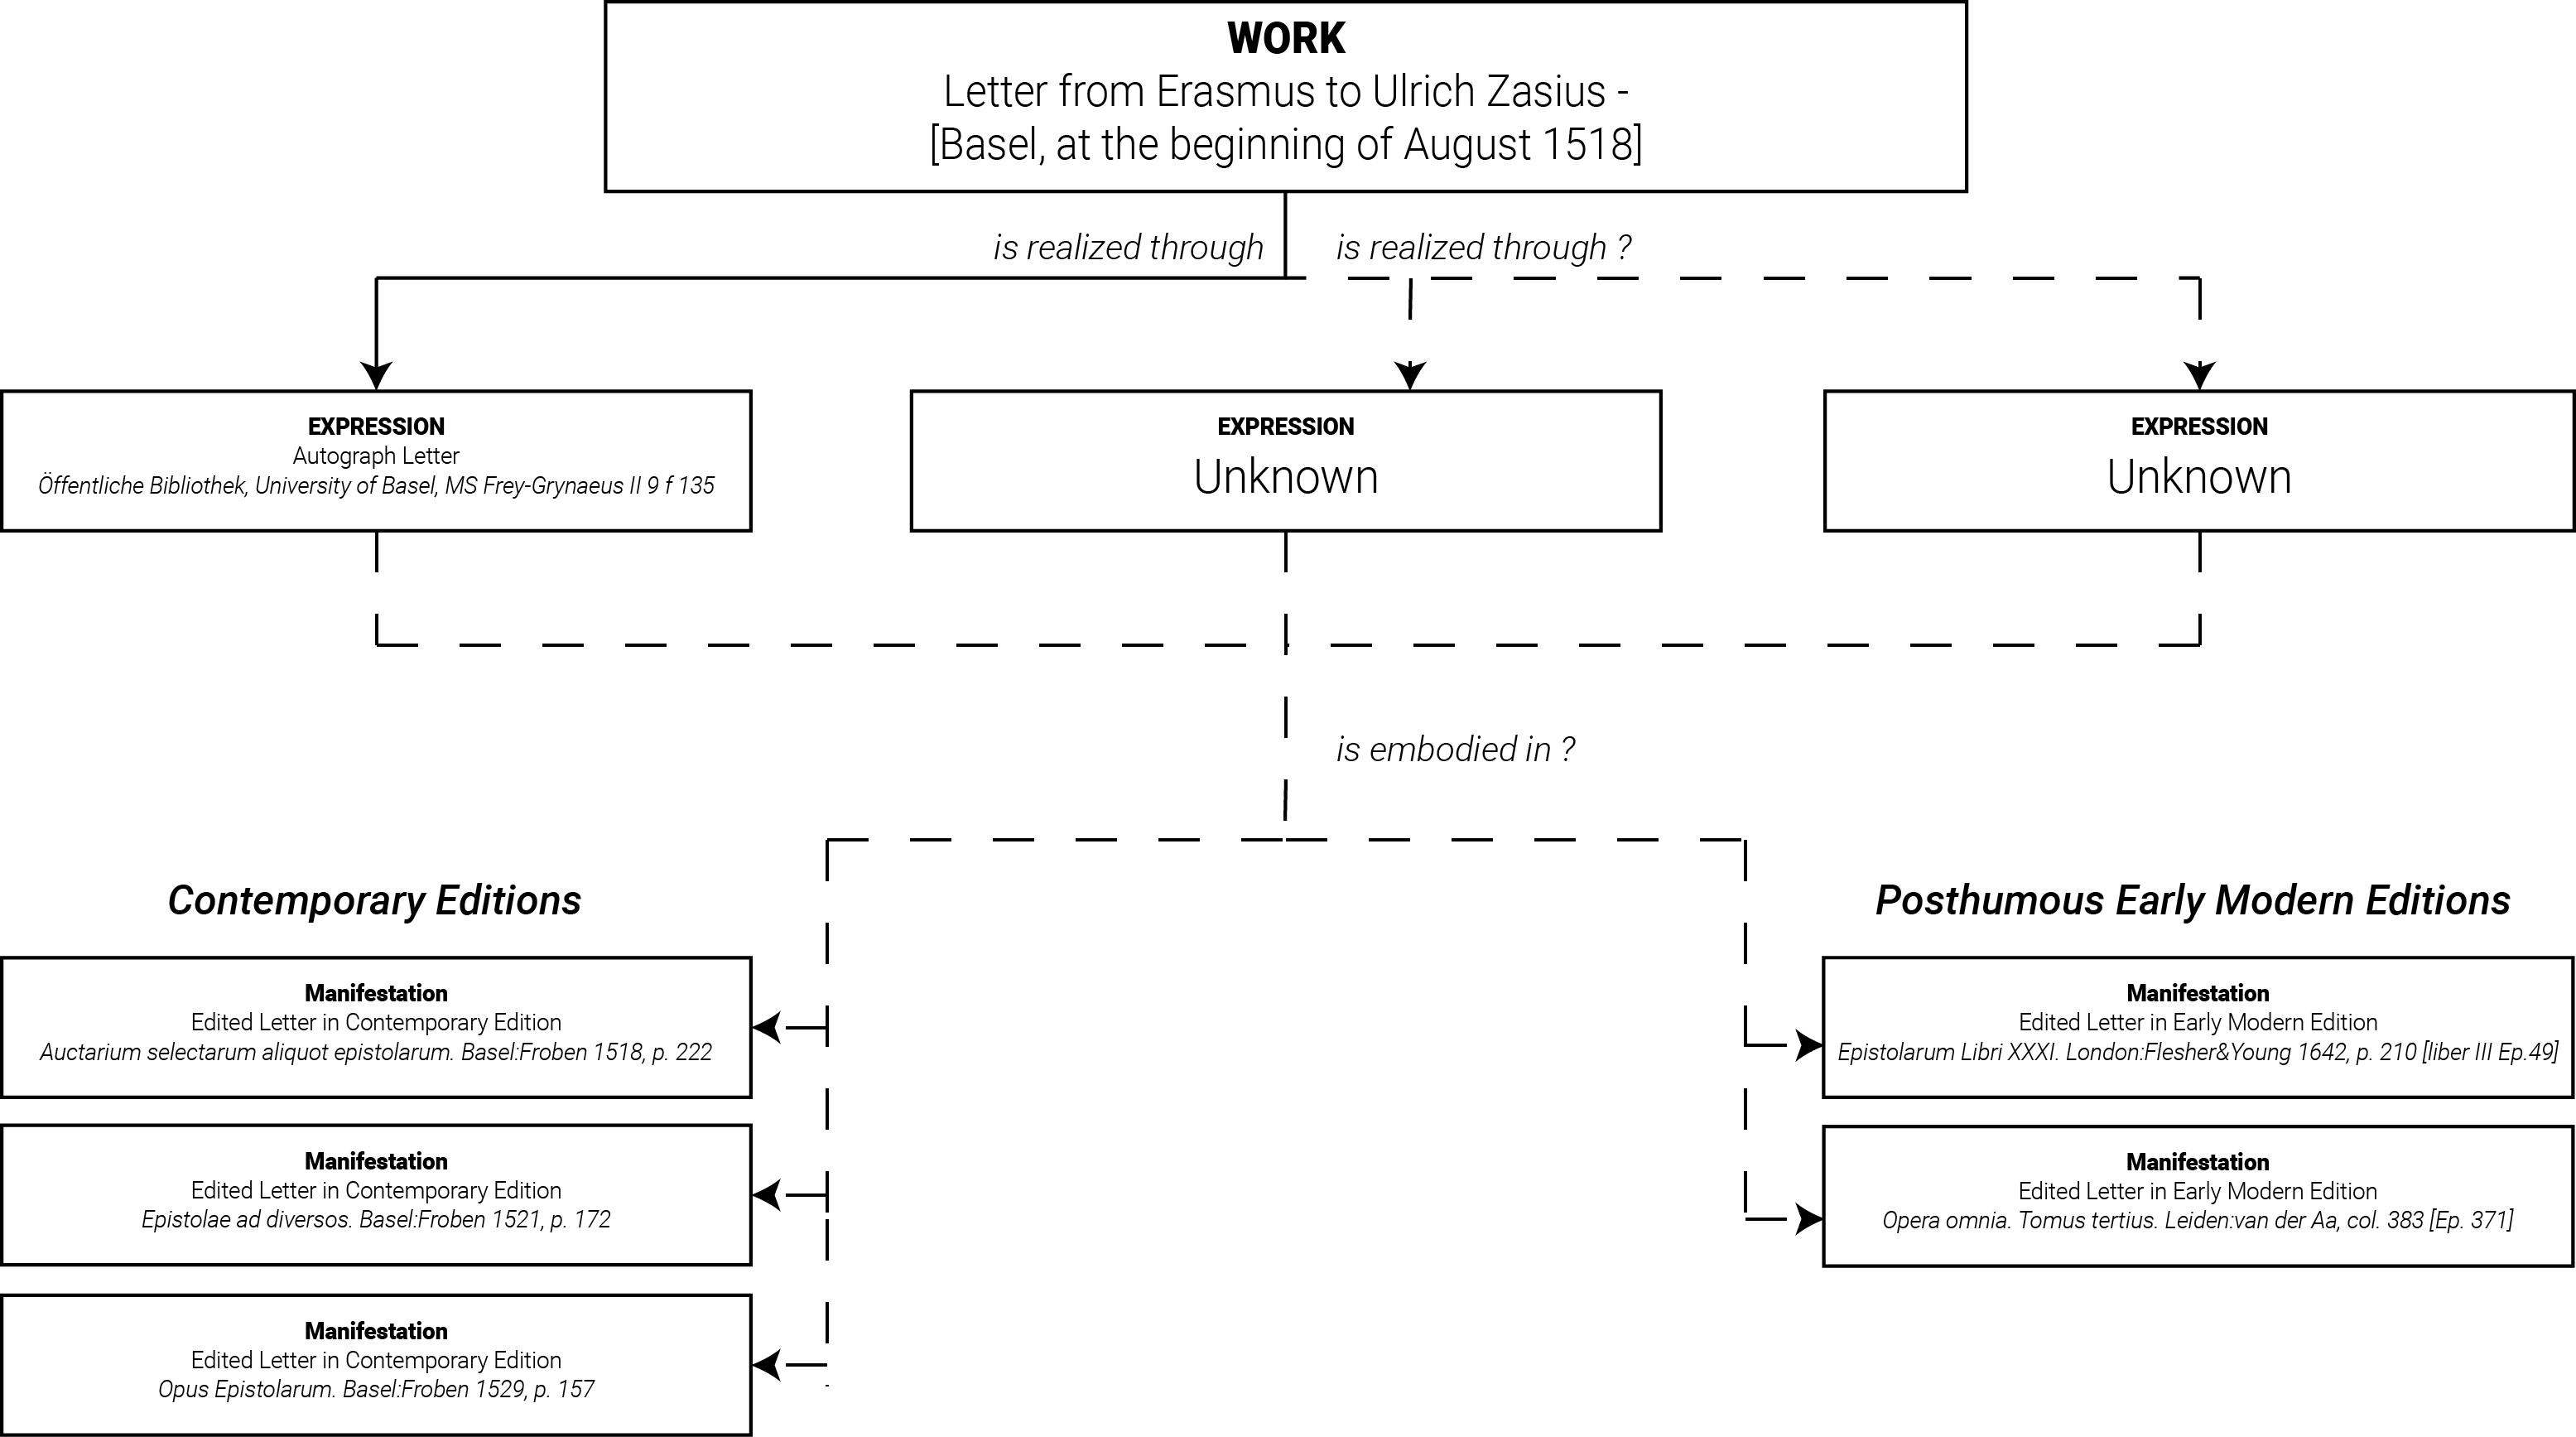 WORK
Letter from Erasmus to Ulrich Zasius -
[Basel, at the beginning of August 1518]
is realized through
is realized through ?
EXPRESSION
Autograph Letter
Öffentliche Bibliothek, University of Basel, MS Frey-Grynaeus II 9 f 135
EXPRESSION
Unknown
EXPRESSION
Unknown
is embodied in ?
Contemporary Editions
Manifestation
Edited Letter in Contemporary Edition
Auctarium selectarum aliquot epistolarum. Basel:Froben 1518, p. 222
Manifestation
Edited Letter in Contemporary Edition
Epistolae ad diversos. Basel:Froben 1521, p. 172
Manifestation
Edited Letter in Contemporary Edition
Opus Epistolarum. Basel:Froben 1529, p. 157
Posthumous Early Modern Editions
Manifestation
Edited Letter in Early Modern Edition
Epistolarum Libri XXXI. London:Flesher&Young 1642, p. 210 [liber III Ep.49]
Manifestation
Edited Letter in Early Modern Edition
Opera omnia. Tomus tertius. Leiden:van der Aa, col. 383 [Ep. 371]